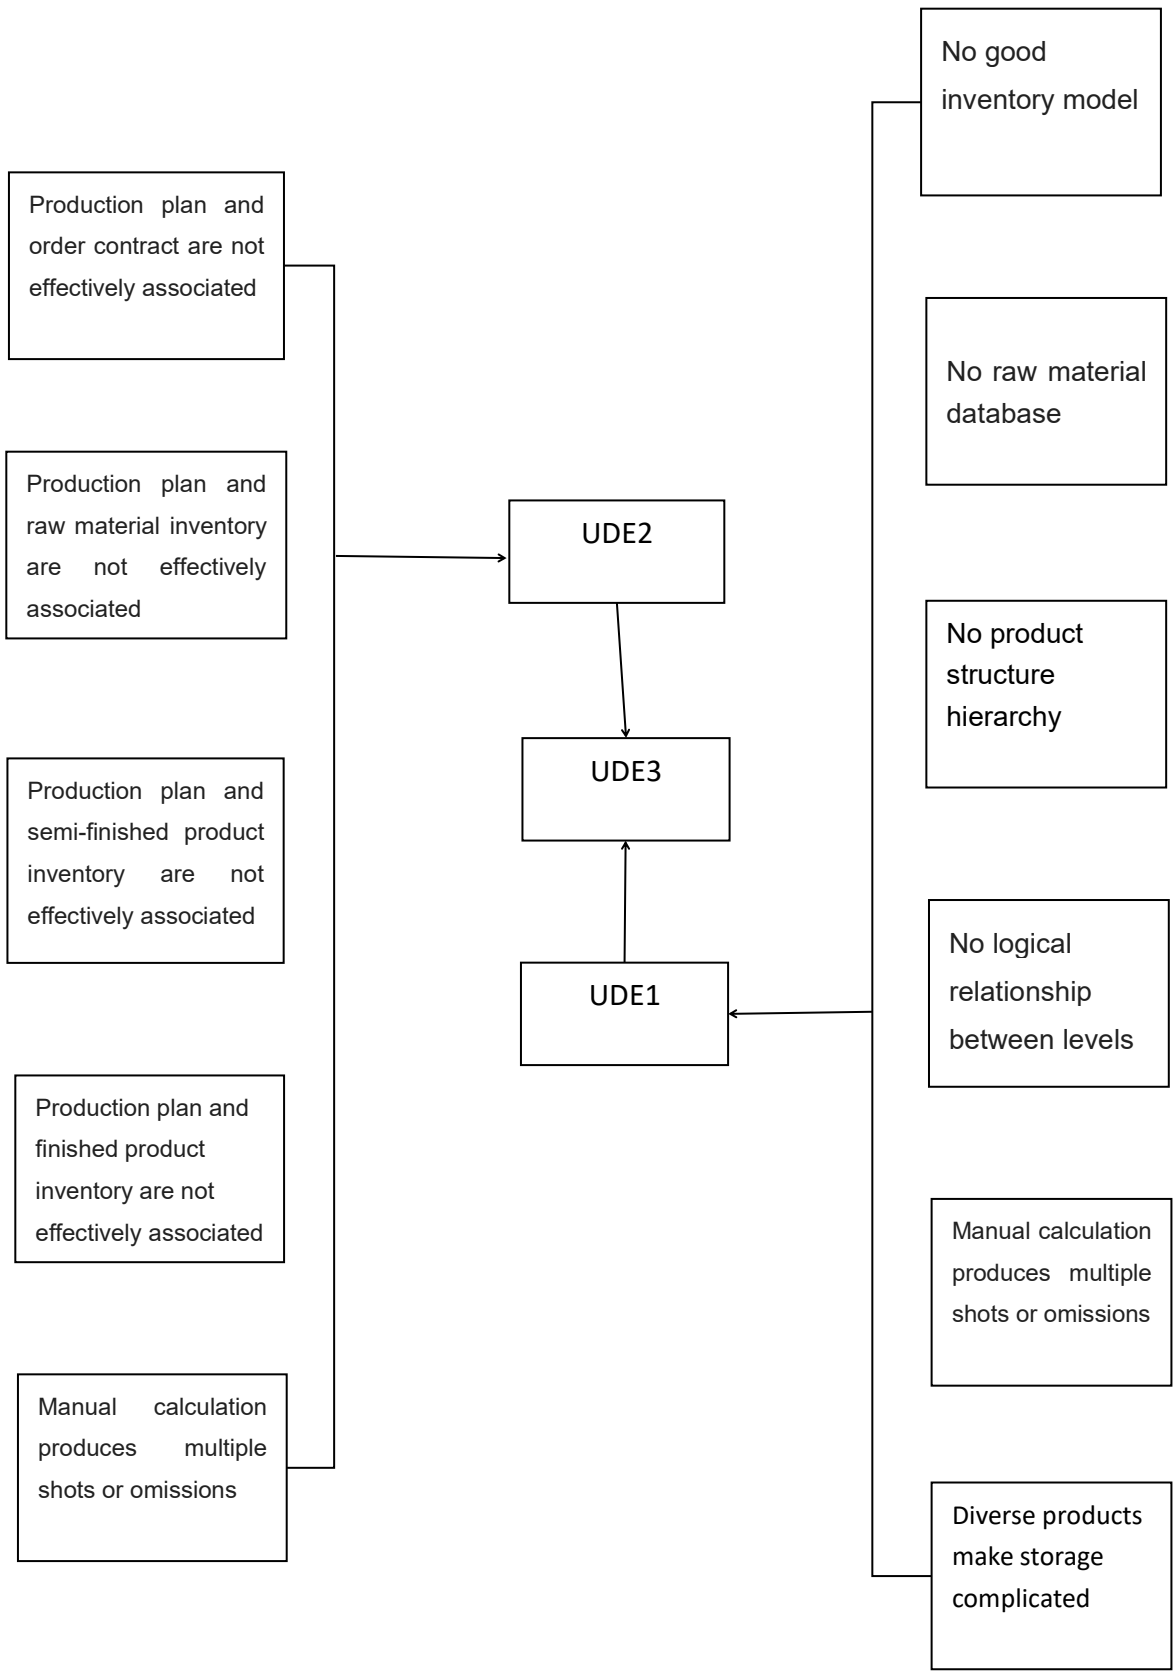 Production plan and
order contract are not
effectively associated
Production plan and
raw material inventory
are not effectively
associated
Production plan and
semi-finished product
inventory are not
effectively associated
Production plan and
finished product
inventory are not
effectively associated
Manual calculation
produces multiple
shots or omissions
UDE2
UDE3
UDE1
No good
inventory model
No raw material
database
No product
structure
hierarchy
No logical
relationship
between levels
Manual calculation
produces multiple
shots or omissions
Diverse products
make storage
complicated